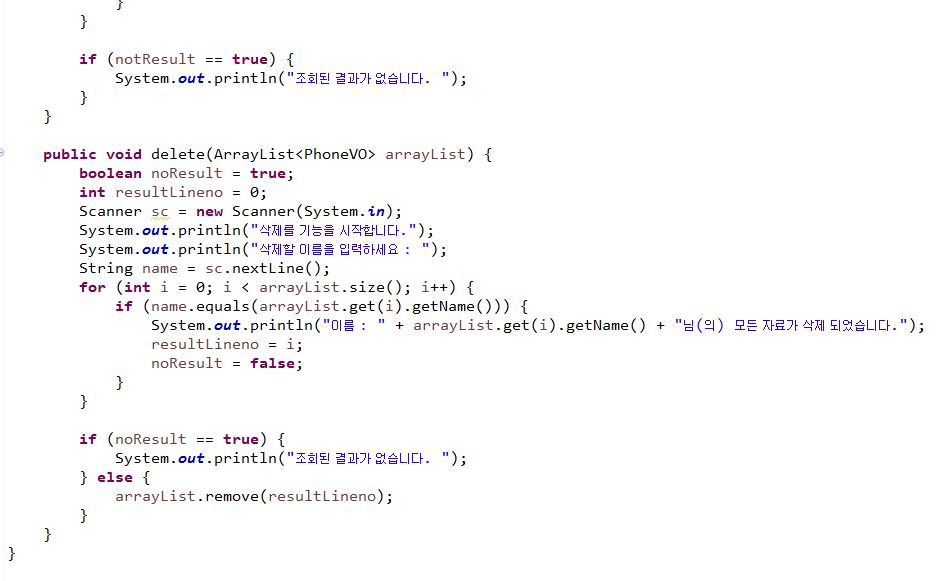 }
}
if (notResult == true) {
System.out.println("조회된 결과가 없습니다. ");
}
}
public void delete(ArrayList<PhoneVO> arrayList) {
boolean noResult = true;
int resultLineno = 0;
Scanner sc = new Scanner(System.in);
System.out.println("삭제를 기능을 시작합니다.");
System.out.println("삭제할 이름을 입력하세요 : ");
String name = sc.nextLine();
for (int i = 0; i < arrayList.size(); i++) {
if (name.equals(arrayList.get(i).getName())) {
System.out.println("이름 : " + arrayList.get(i).getName() + "님(의) 모든 자료가 삭제 되었습니다.");
resultLineno = i;
noResult = false;
}
}
if (noResult == true) {
System.out.println("조회된 결과가 없습니다. ");
} else {
arrayList.remove(resultLineno);
}
}
}